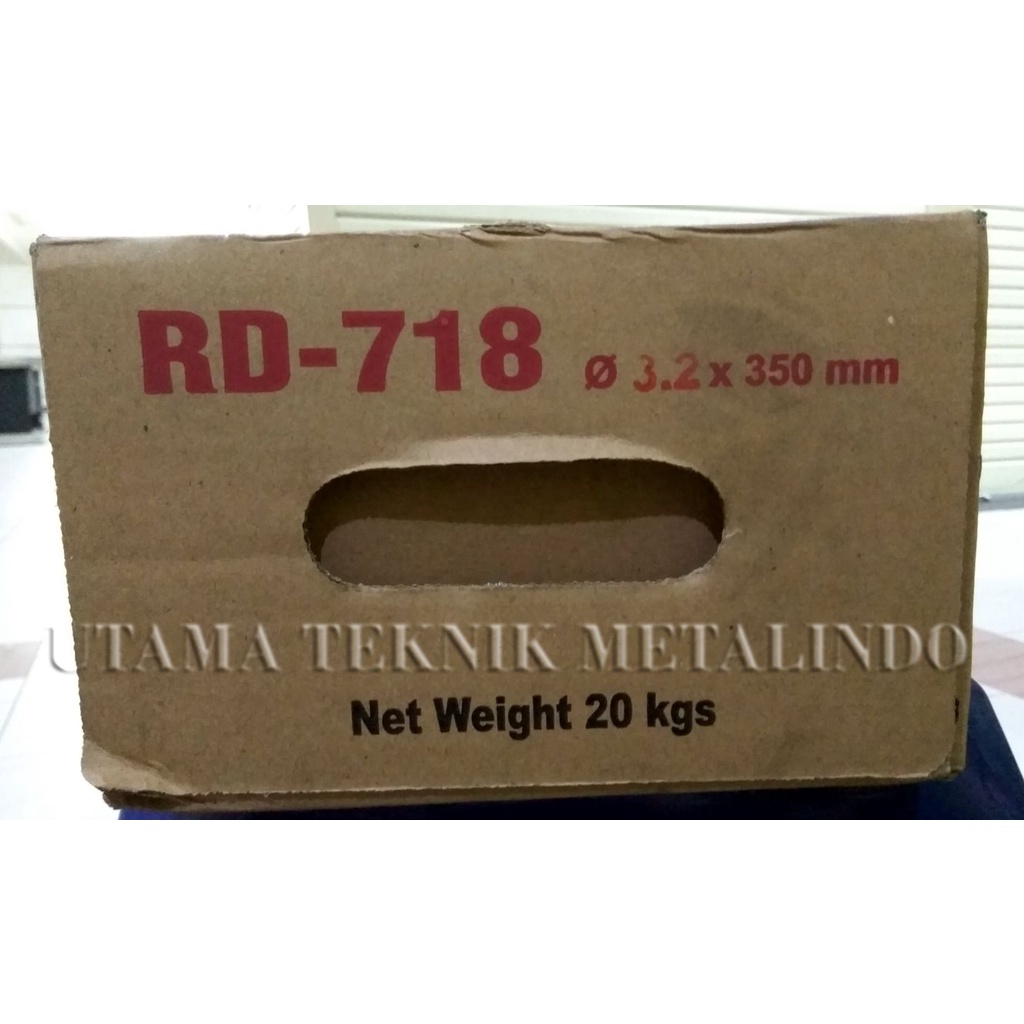 RD-718 Ø 3.2 x 350 mm
UTAMA TEKNIK METALINDO
Net Weight 20 kgs